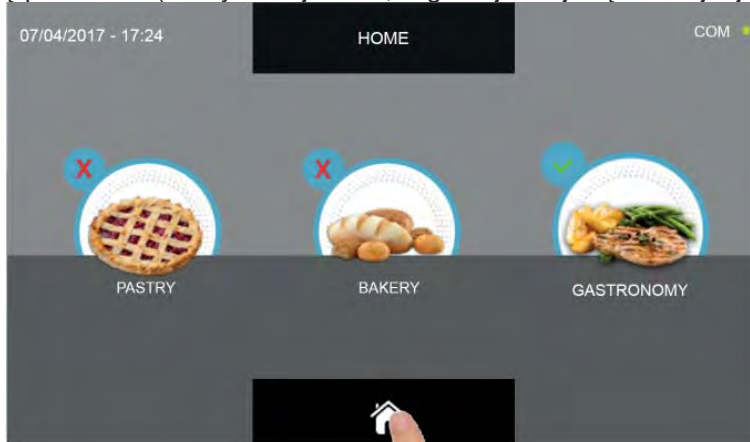 07/04/2017 - 17:24
HOME
COM
X
X
PASTRY
BAKERY
GASTRONOMY